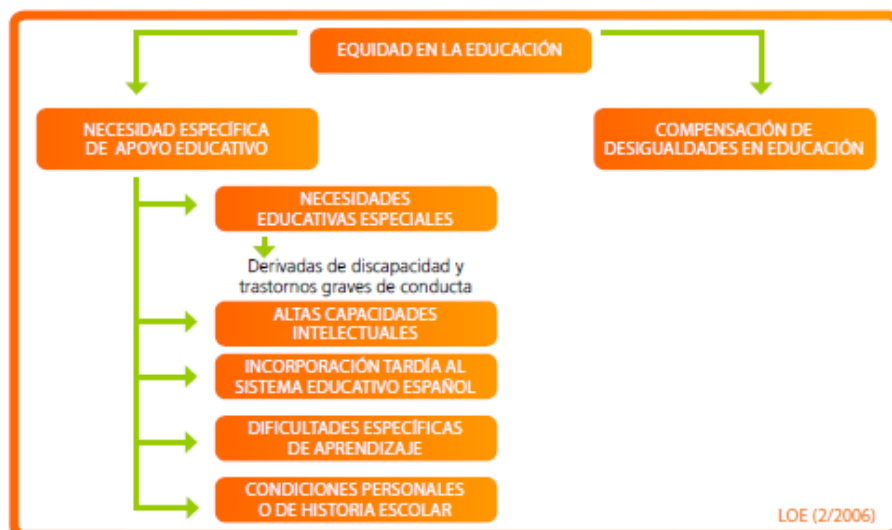 EQUIDAD EN LA EDUCACIÓN
NECESIDAD ESPECÍFICA
DE APOYO EDUCATIVO
COMPENSACIÓN DE
DESIGUALDADES EN EDUCACIÓN
NECESIDADES
EDUCATIVAS ESPECIALES
Derivadas de discapacidad y
trastornos graves de conducta
ALTAS CAPACIDADES
INTELECTUALES
INCORPORACIÓN TARDÍA AL
SISTEMA EDUCATIVO ESPAÑOL
DIFICULTADES ESPECÍFICAS
DE APRENDIZAJE
CONDICIONES PERSONALES
O DE HISTORIA ESCOLAR
LOE (2/2006)